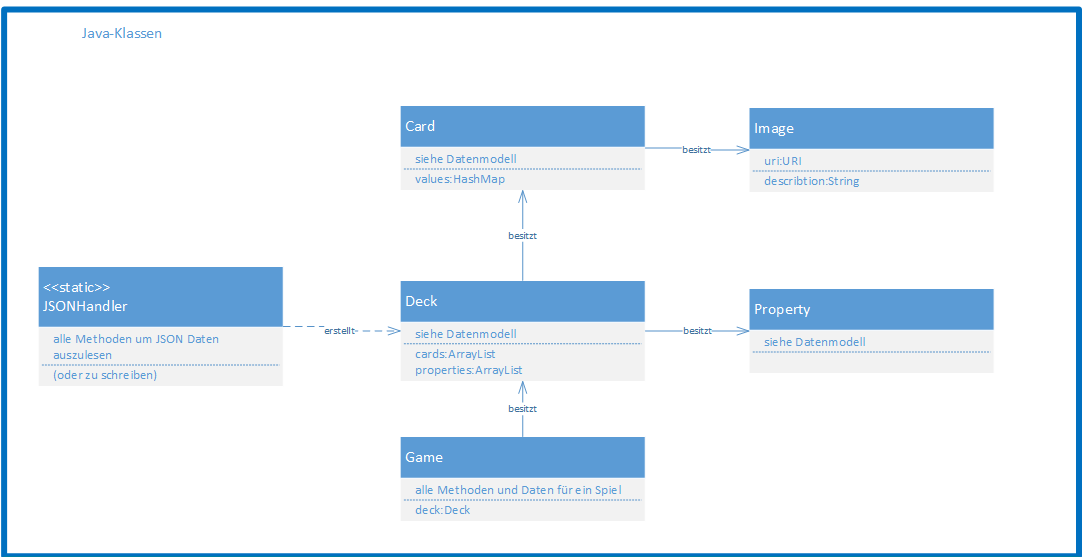 Java-Klassen
Card
siehe Datenmodell
values:HashMap
besitzt
Image
uri:URI
describtion:String
besitzt
<<static>>
JSONHandler
alle Methoden um JSON Daten
auszulesen
(oder zu schreiben)
erstellt
Deck
siehe Datenmodell
cards:ArrayList
properties:ArrayList
besitzt
Property
siehe Datenmodell
besitzt
Game
alle Methoden und Daten für ein Spiel
deck:Deck